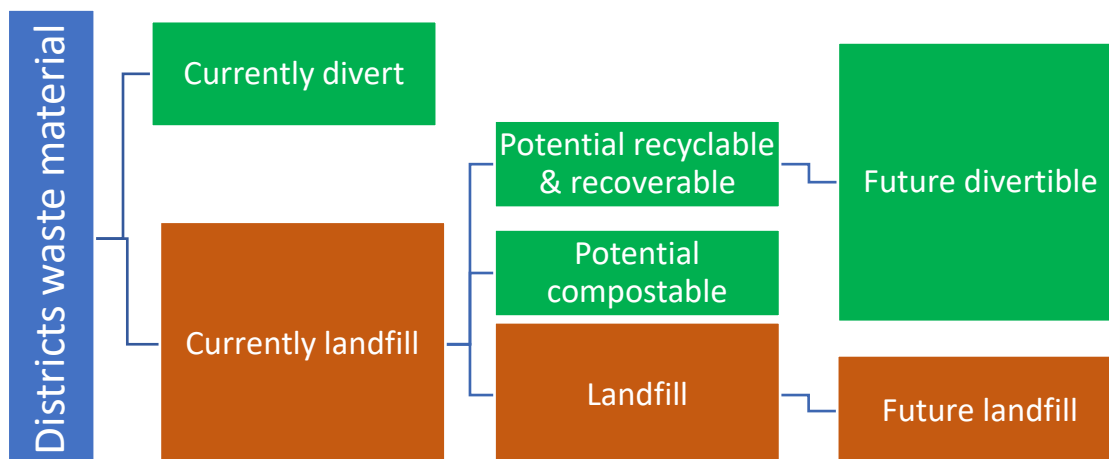 Districts waste material
Currently divert
Currently landfill
Potential recyclable
& recoverable
Potential
compostable
Landfill
Future divertible
Future landfill